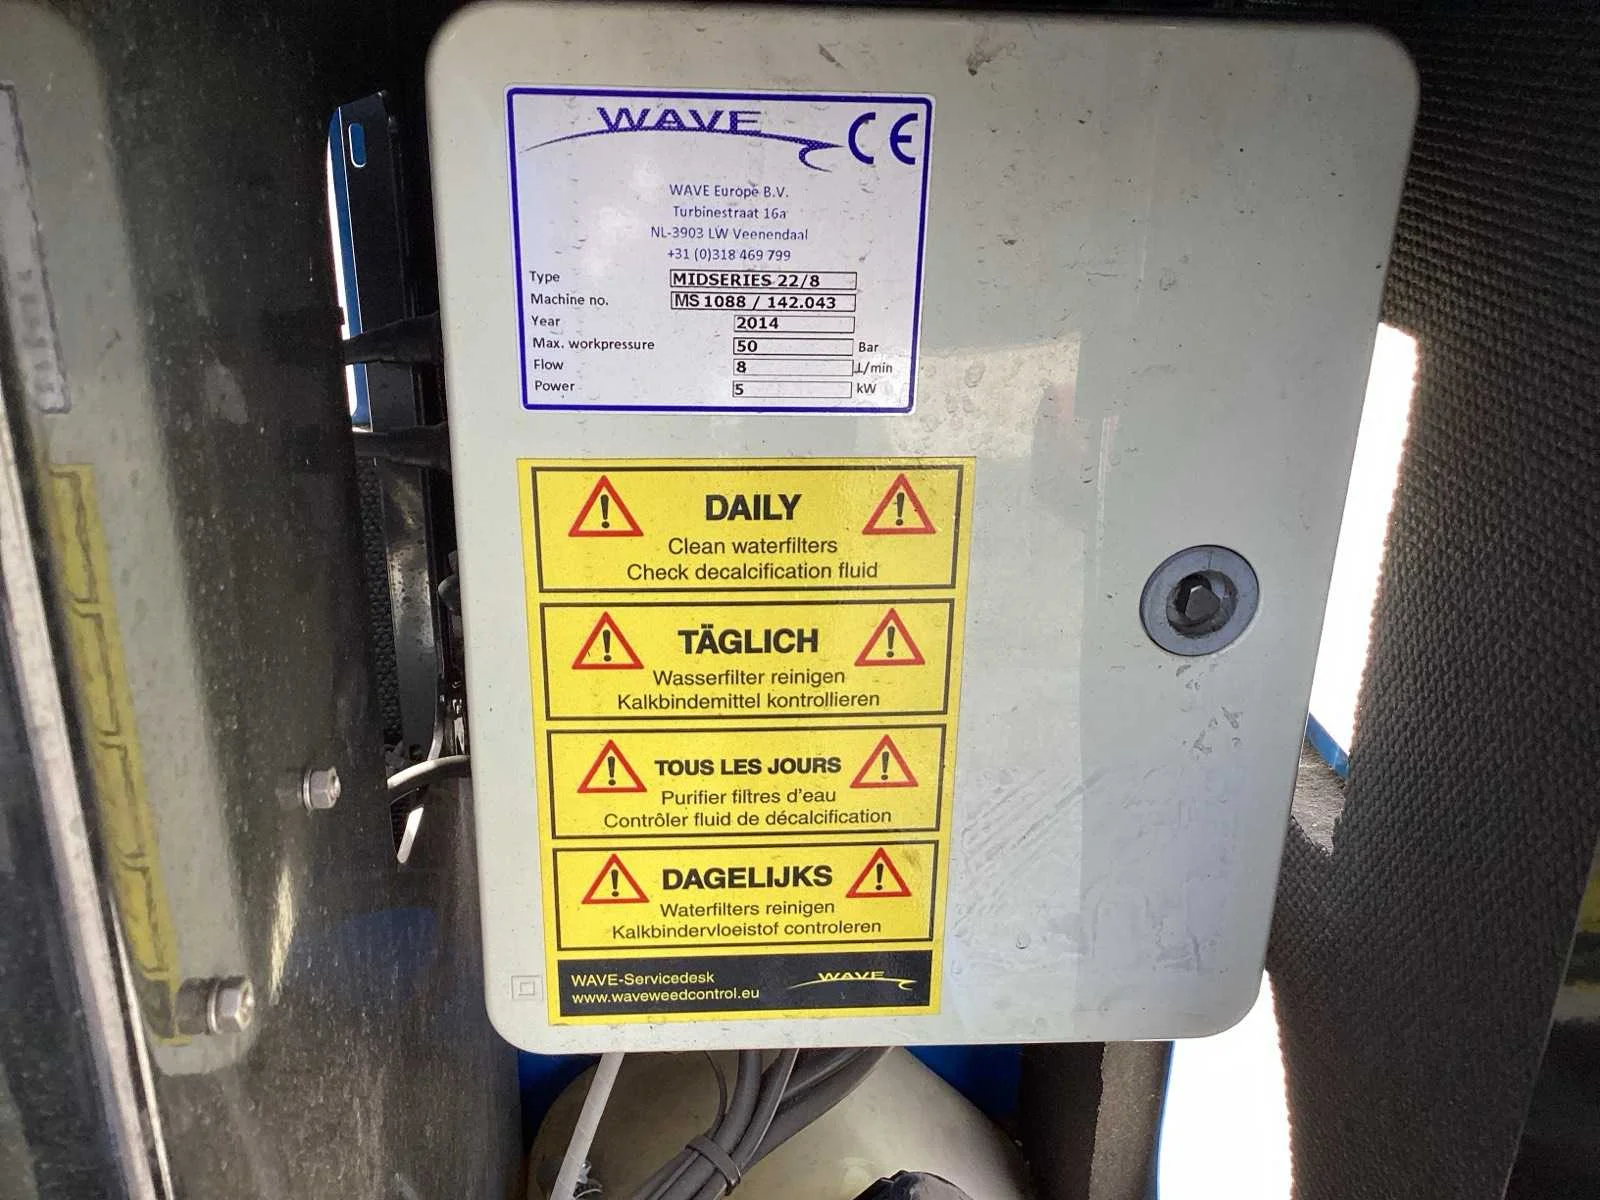 WAVE CE
WAVE Europe B.V.
Turbinestraat 16a
NL-3903 LW Veenendaal
+31 (0)318 469 799
Type MIDSERIES 22/8
Machine no. MS 1088 / 142.043
Year 2014
Max. workpressure 50 Bar
Flow 8 L/min
Power 5 kW
DAILY
Clean waterfilters
Check decalcification fluid
TÄGLICH
Wasserfilter reinigen
Kalkbindemittel kontrollieren
TOUS LES JOURS
Purifier filtres d'eau
Contrôler fluid de décalcification
DAGELIJKS
Waterfilters reinigen
Kalkbindervloeistof controleren
WAVE-Servicedesk
www.waveweedcontrol.eu
WAVE